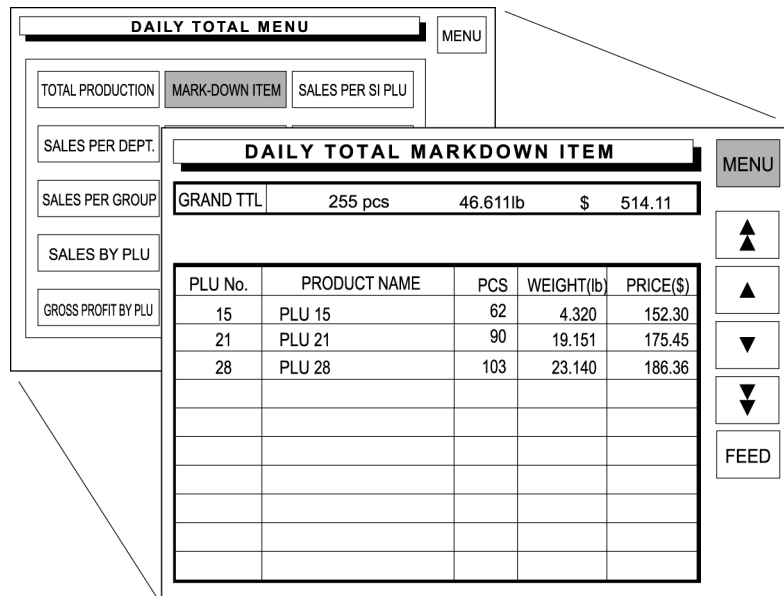 DAILY TOTAL MENU
MENU
TOTAL PRODUCTION MARK-DOWN ITEM SALES PER SI PLU
SALES PER DEPT.
SALES PER GROUP
SALES BY PLU
GROSS PROFIT BY PLU
DAILY TOTAL MARKDOWN ITEM
MENU
GRAND TTL 255 pcs 46.611lb $ 514.11
PLU No. PRODUCT NAME PCS WEIGHT(lb) PRICE($)
15 PLU 15 62 4.320 152.30
21 PLU 21 90 19.151 175.45
28 PLU 28 103 23.140 186.36
FEED